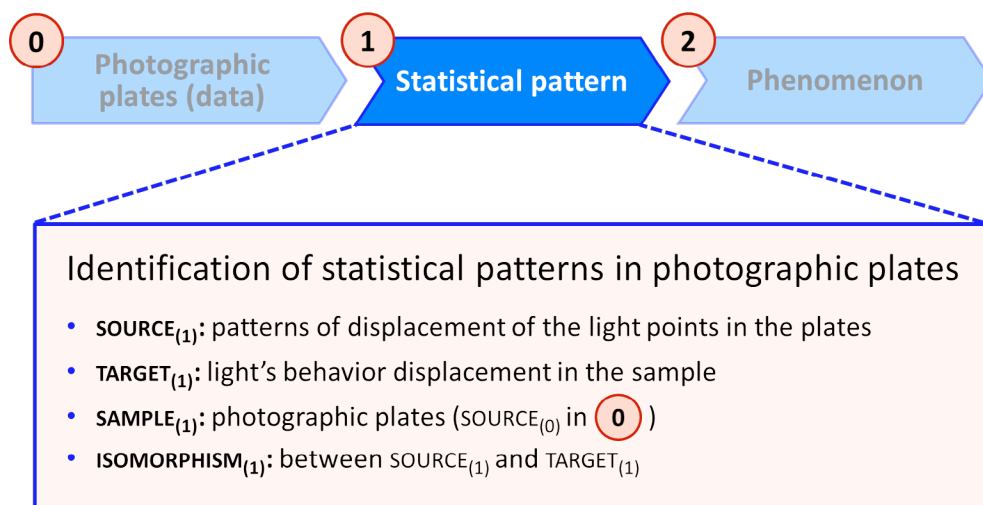 0
Photographic
plates (data)
1
Statistical pattern
2
Phenomenon
Identification of statistical patterns in photographic plates
• SOURCE(1): patterns of displacement of the light points in the plates
• TARGET(1): light’s behavior displacement in the sample
• SAMPLE(1): photographic plates (SOURCE(0) in 0 )
• ISOMORPHISM(1): between SOURCE(1) and TARGET(1)